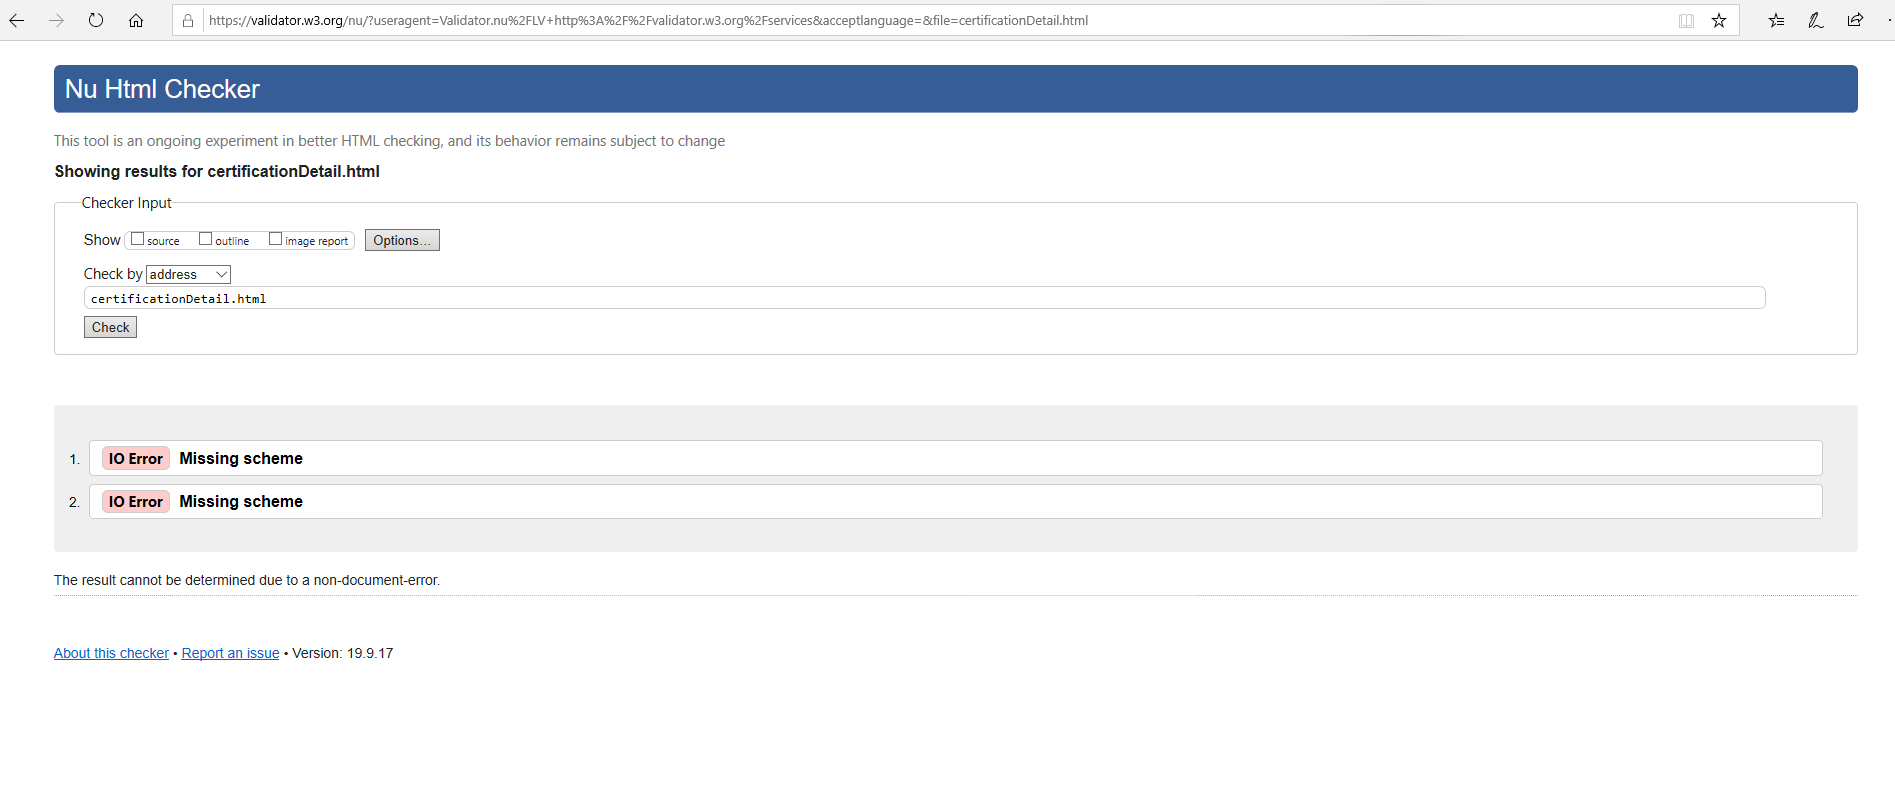 https://validator.w3.org/nu/?useragent=Validator.nu%2FLV+http%3A%2F%2Fvalidator.w3.org%2Fservices&acceptlanguage=&file=certificationDetail.html
Nu Html Checker
This tool is an ongoing experiment in better HTML checking, and its behavior remains subject to change
Showing results for certificationDetail.html
Checker Input
Show source outline image report Options...
Check by address
certificationDetail.html
Check
1. IO Error Missing scheme
2. IO Error Missing scheme
The result cannot be determined due to a non-document-error.
About this checker • Report an issue • Version: 19.9.17